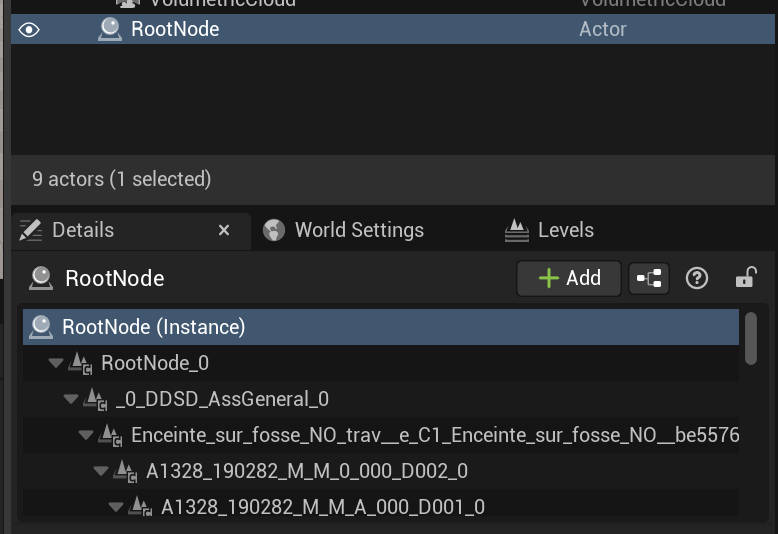 VolumetricCloud VolumetricCloud
RootNode Actor
9 actors (1 selected)
Details World Settings Levels
RootNode + Add
RootNode (Instance)
RootNode_0
_0_DDSD_AssGeneral_0
Enceinte_sur_fosse_NO_trav__e_C1_Enceinte_sur_fosse_NO__be5576
A1328_190282_M_M_0_000_D002_0
A1328_190282_M_M_A_000_D001_0